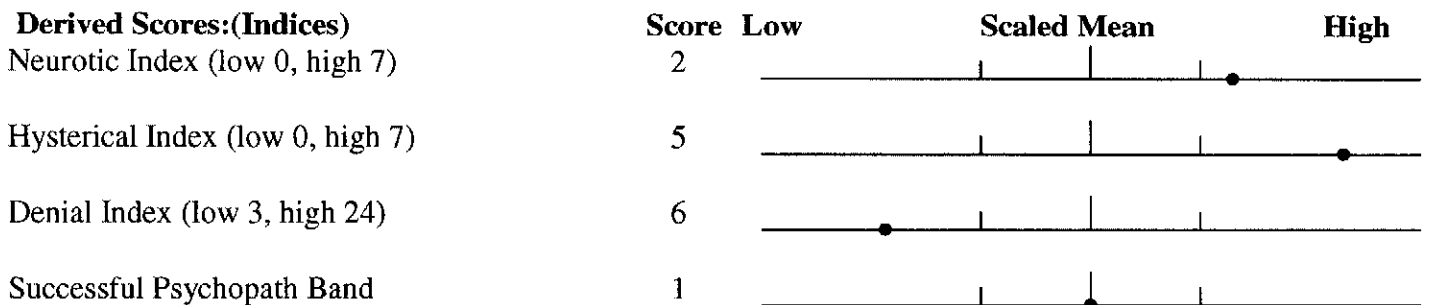 Derived Scores:(Indices) Score Low Scaled Mean High
Neurotic Index (low 0, high 7) 2
Hysterical Index (low 0, high 7) 5
Denial Index (low 3, high 24) 6
Successful Psychopath Band 1